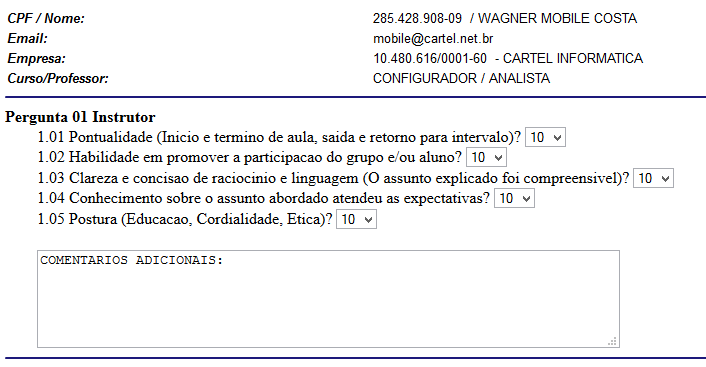 CPF / Nome: 285.428.908-09 / WAGNER MOBILE COSTA
Email: mobile@cartel.net.br
Empresa: 10.480.616/0001-60 - CARTEL INFORMATICA
Curso/Professor: CONFIGURADOR / ANALISTA
Pergunta 01 Instrutor
1.01 Pontualidade (Inicio e termino de aula, saida e retorno para intervalo)? 10
1.02 Habilidade em promover a participacao do grupo e/ou aluno? 10
1.03 Clareza e concisao de raciocinio e linguagem (O assunto explicado foi compreensivel)? 10
1.04 Conhecimento sobre o assunto abordado atendeu as expectativas? 10
1.05 Postura (Educacao, Cordialidade, Etica)? 10
COMENTARIOS ADICIONAIS: